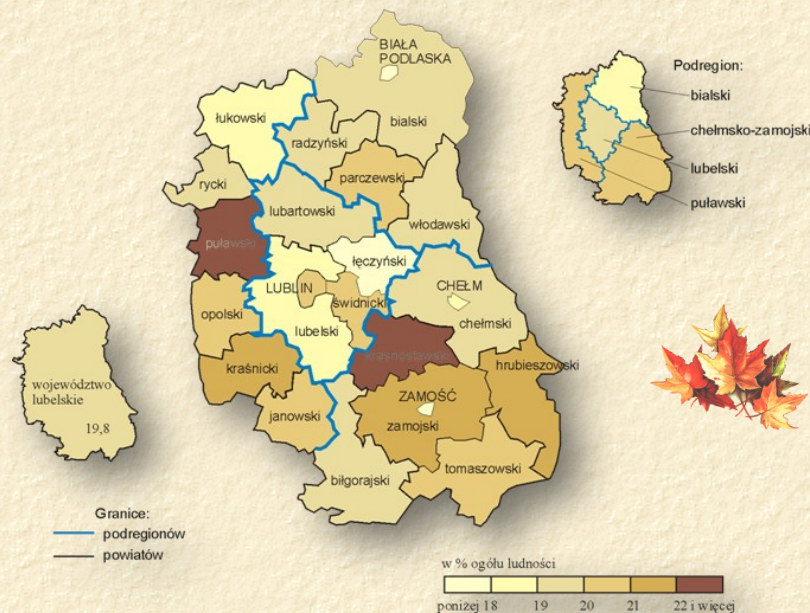 BIAŁA
PODLASKA
łukowski
bialski
radzyński
parczewski
rycki
lubartowski
włodawski
puławski
łęczyński
LUBLIN
świdnicki
CHEŁM
opolski
lubelski
chełmski
krasnostawski
kraśnicki
hrubieszowski
ZAMOŚĆ
janowski
zamojski
tomaszowski
biłgorajski
Podregion:
bialski
chełmsko-zamojski
lubelski
puławski
województwo
lubelskie
19,8
Granice:
podregionów
powiatów
w % ogółu ludności
poniżej 18 19 20 21 22 i więcej